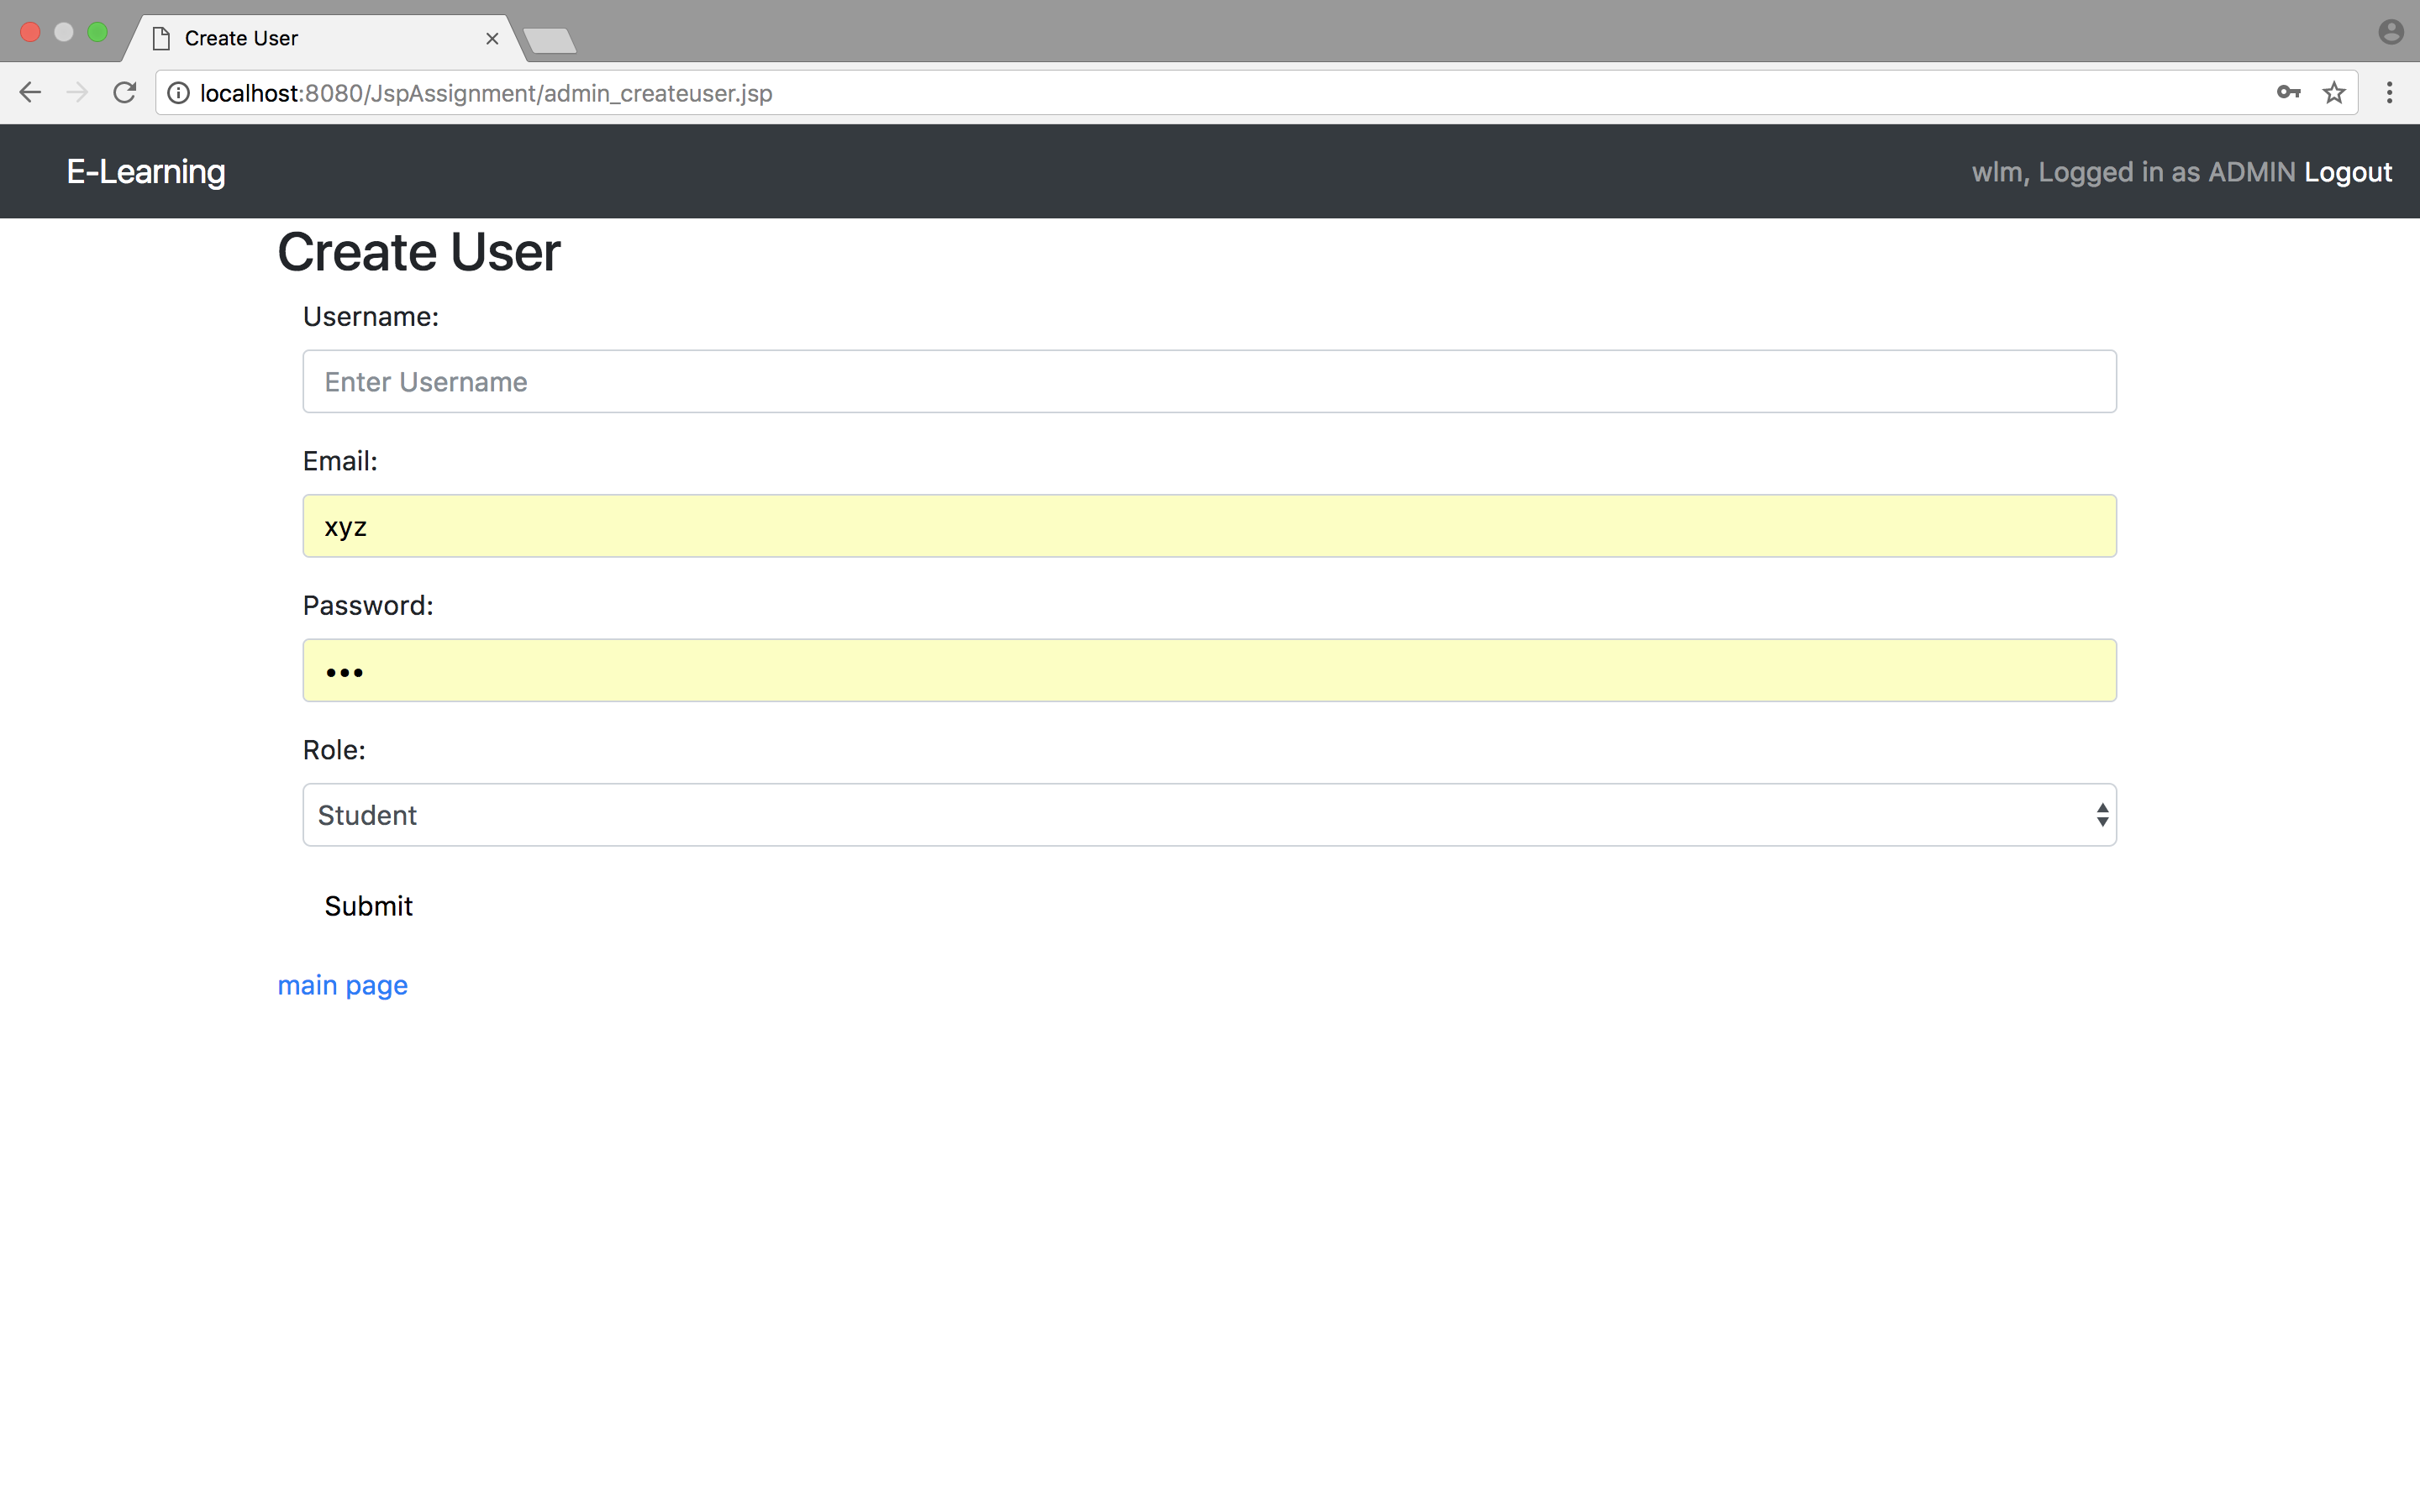 Create User
localhost:8080/JspAssignment/admin_createuser.jsp
E-Learning
wlm, Logged in as ADMIN Logout
Create User
Username:
Enter Username
Email:
xyz
Password:
•••
Role:
Student
Submit
main page